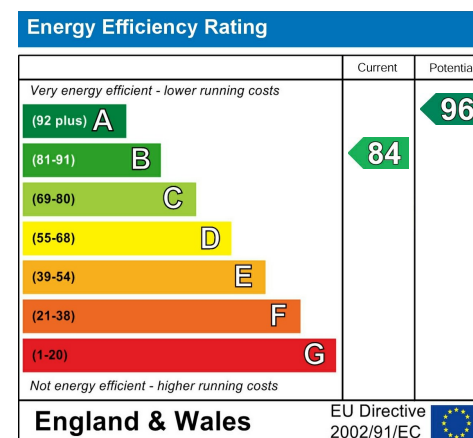 Energy Efficiency Rating
Current Potentia
Very energy efficient - lower running costs
(92 plus) A 96
(81-91) B 84
(69-80) C
(55-68) D
(39-54) E
(21-38) F
(1-20) G
Not energy efficient - higher running costs
England & Wales
EU Directive
2002/91/EC